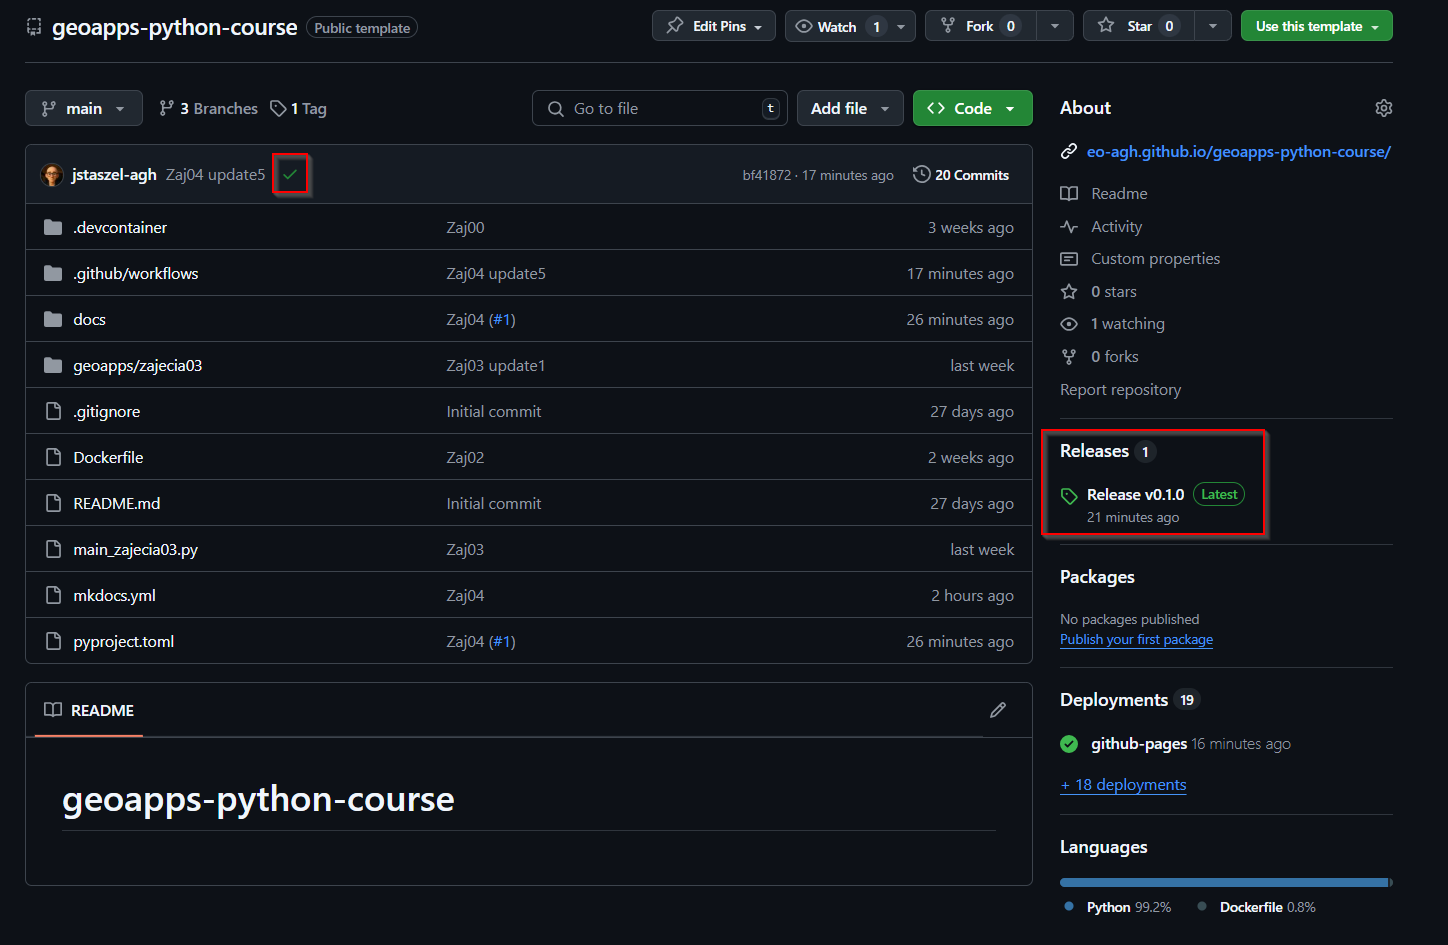 geoapps-python-course Public template Edit Pins Watch 1 Fork 0 Star 0 Use this template
main 3 Branches 1 Tag Go to file t Add file Code
jstaszel-agh Zaj04 update5 bf41872 · 17 minutes ago 20 Commits
.devcontainer Zaj00 3 weeks ago
.github/workflows Zaj04 update5 17 minutes ago
docs Zaj04 (#1) 26 minutes ago
geoapps/zajecia03 Zaj03 update1 last week
.gitignore Initial commit 27 days ago
Dockerfile Zaj02 2 weeks ago
README.md Initial commit 27 days ago
main_zajecia03.py Zaj03 last week
mkdocs.yml Zaj04 2 hours ago
pyproject.toml Zaj04 (#1) 26 minutes ago
README
geoapps-python-course
About
eo-agh.github.io/geoapps-python-course/
Readme
Activity
Custom properties
0 stars
1 watching
0 forks
Report repository
Releases 1
Release v0.1.0 Latest
21 minutes ago
Packages
No packages published
Publish your first package
Deployments 19
github-pages 16 minutes ago
+ 18 deployments
Languages
Python 99.2% Dockerfile 0.8%